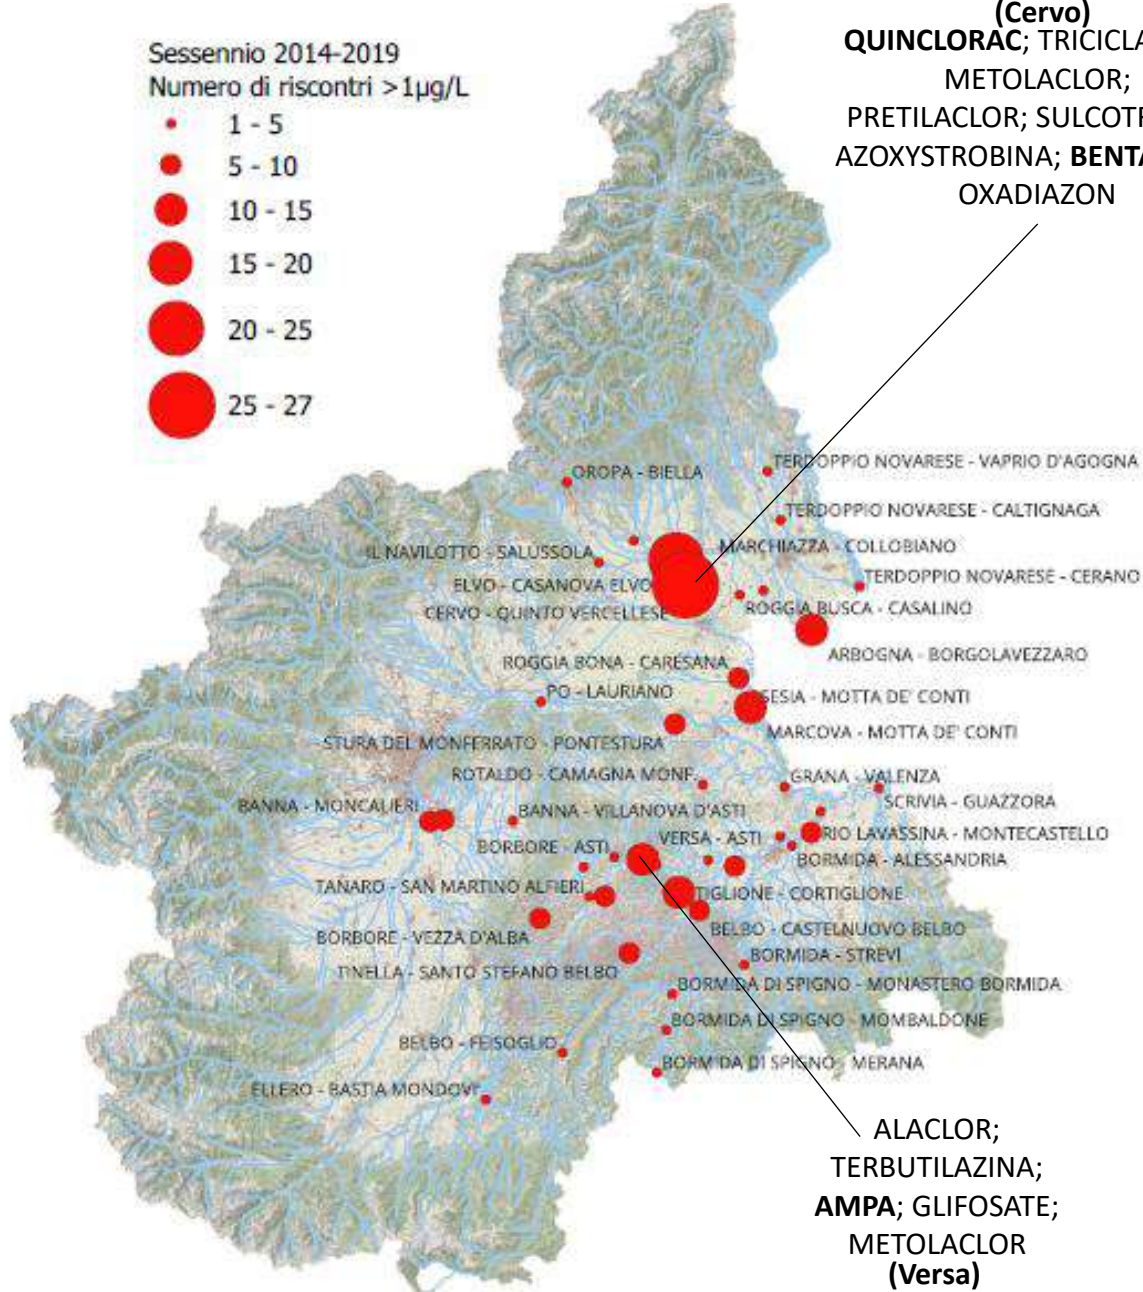 (Cervo)
QUINCLORAC; TRICICLA
METOLACLOR;
PRETILACLOR; SULCOTR
AZOXYSTROBINA; BENTA
OXADIAZON
Sessennio 2014-2019
Numero di riscontri >1µg/L
1 - 5
5 - 10
10 - 15
15 - 20
20 - 25
25 - 27
OROPA - BIELLA
TERDOPPIO NOVARESE - VAPRIO D'AGOGNA
TERDOPPIO NOVARESE - CALTIGNAGA
IL NAVILOTTO - SALUSSOLA
MARCHIAZZA - COLLOBIANO
ELVO - CASANOVA ELVO
TERDOPPIO NOVARESE - CERANO
CERVO - QUINTO VERCELLESE
ROGGIA BUSCA - CASALINO
ARBOGNA - BORGOLAVEZZARO
ROGGIA BONA - CARESANA
PO - LAURIANO
SESIA - MOTTA DE' CONTI
MARCOVA - MOTTA DE' CONTI
STURA DEL MONFERRATO - PONTESTURA
ROTALDO - CAMAGNA MONF.
GRANA - VALENZA
SCRIVIA - GUAZZORA
BANNA - MONCALIERI
BANNA - VILLANOVA D'ASTI
RIO LAVASSINA - MONTECASTELLO
BORBORE - ASTI
VERSA - ASTI
BORMIDA - ALESSANDRIA
TANARO - SAN MARTINO ALFIERI
TIGLIONE - CORTIGLIONE
BORBORE - VEZZA D'ALBA
BELBO - CASTELNUOVO BELBO
TINELLA - SANTO STEFANO BELBO
BORMIDA - STREVI
BORMIDA DI SPIGNO - MONASTERO BORMIDA
BORMIDA DI SPIGNO - MOMBALDONE
BELBO - FEISOGLIO
BORMIDA DI SPIGNO - MERANA
ELLERO - BASTIA MONDOVI'
ALACLOR;
TERBUTILAZINA;
AMPA; GLIFOSATE;
METOLACLOR
(Versa)